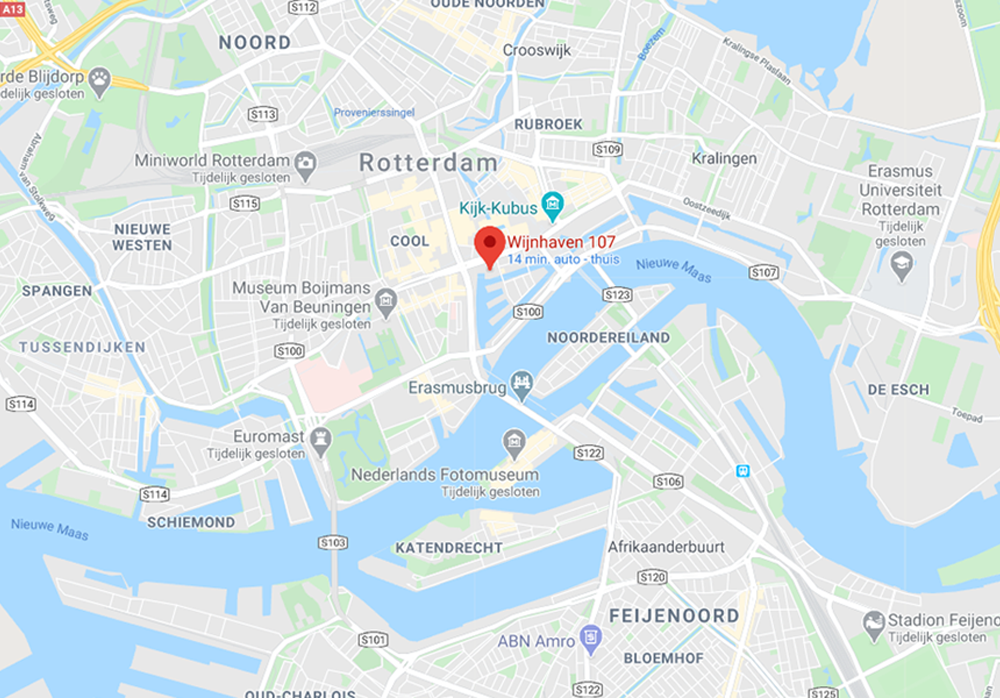 A13
S112
OUDE NOORDEN
NOORD
Crooswijk
Boezem
Kralingse Plaslaan
rde Blijdorp
delijk gesloten
S113
Provenierssingel
RUBROEK
Abraham van Stolkweg
Miniworld Rotterdam
Tijdelijk gesloten
Rotterdam
S109
Kralingen
Erasmus
Universiteit
Rotterdam
Tijdelijk
gesloten
S115
Kijk-Kubus
Oostzeedijk
NIEUWE
WESTEN
COOL
Wijnhaven 107
14 min. auto - thuis
Nieuwe Maas
S107
SPANGEN
Museum Boijmans
Van Beuningen
Tijdelijk gesloten
S123
S100
TUSSENDIJKEN
S100
NOORDEREILAND
Erasmusbrug
DE ESCH
S114
Toepad
Euromast
Tijdelijk gesloten
S122
Nederlands Fotomuseum
Tijdelijk gesloten
S106
S114
SCHIEMOND
Nieuwe Maas
S103
KATENDRECHT
Afrikaanderbuurt
S120
FEIJENOORD
Stadion Feijeno
Tijdelijk gesloten
S101
ABN Amro
BLOEMHOF
OUD-CHARLOIS
S122
S125